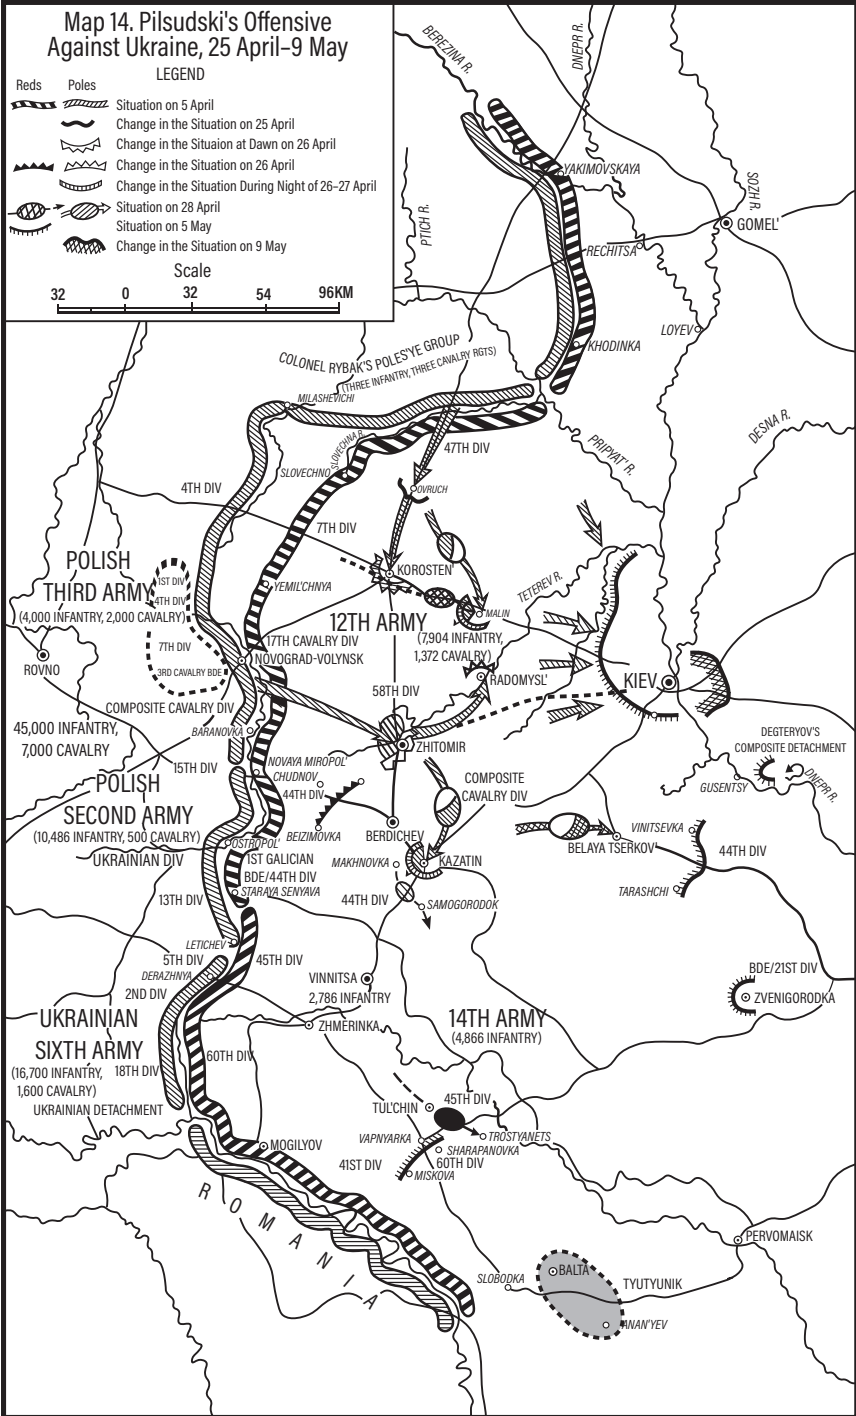 Map 14. Pilsudski's Offensive
Against Ukraine, 25 April–9 May
LEGEND
Reds Poles
Situation on 5 April
Change in the Situation on 25 April
Change in the Situaion at Dawn on 26 April
Change in the Situation on 26 April
Change in the Situation During Night of 26–27 April
Situation on 28 April
Situation on 5 May
Change in the Situation on 9 May
Scale
32 0 32 54 96KM
BEREZINA R.
DNEPR R.
SOZH R.
PTICH R.
YAKIMOVSKAYA
GOMEL'
RECHITSA
LOYEV
KHODINKA
COLONEL RYBAK'S POLES'YE GROUP
(THREE INFANTRY, THREE CAVALRY RGTS)
MILASHEVICHI
DESNA R.
PRIPYAT' R.
SLOVECHNA R.
47TH DIV
SLOVECHNO
4TH DIV
OVRUCH
7TH DIV
POLISH
THIRD ARMY
(4,000 INFANTRY, 2,000 CAVALRY)
1ST DIV
4TH DIV
7TH DIV
3RD CAVALRY BDE
KOROSTEN'
YEMIL'CHNYA
TETEREV R.
MALIN
12TH ARMY
(7,904 INFANTRY,
1,372 CAVALRY)
17TH CAVALRY DIV
NOVOGRAD-VOLYNSK
ROVNO
RADOMYSL'
KIEV
58TH DIV
COMPOSITE CAVALRY DIV
45,000 INFANTRY,
7,000 CAVALRY
BARANOVKA
ZHITOMIR
DEGTERYOV'S
COMPOSITE DETACHMENT
DNEPR R.
GUSENTSY
15TH DIV
NOVAYA MIROPOL'
CHUDNOV
44TH DIV
COMPOSITE
CAVALRY DIV
POLISH
SECOND ARMY
(10,486 INFANTRY, 500 CAVALRY)
BEIZIMOVKA
BERDICHEV
VINITSEVKA
BELAYA TSERKOV'
44TH DIV
OSTROPOL'
UKRAINIAN DIV
1ST GALICIAN
BDE/44TH DIV
MAKHNOVKA
KAZATIN
STARAYA SENYAVA
TARASHCHI
13TH DIV
44TH DIV
SAMOGORODOK
LETICHEV
5TH DIV
45TH DIV
DERAZHNYA
2ND DIV
VINNITSA
2,786 INFANTRY
BDE/21ST DIV
ZVENIGORODKA
UKRAINIAN
SIXTH ARMY
(16,700 INFANTRY,
1,600 CAVALRY)
18TH DIV
UKRAINIAN DETACHMENT
ZHMERINKA
14TH ARMY
(4,866 INFANTRY)
60TH DIV
45TH DIV
TUL'CHIN
VAPNYARKA
TROSTYANETS
SHARAPANOVKA
60TH DIV
41ST DIV
MISKOVA
MOGILYOV
ROMANIA
PERVOMAISK
SLOBODKA
BALTA
TYUTYUNIK
ANAN'YEV